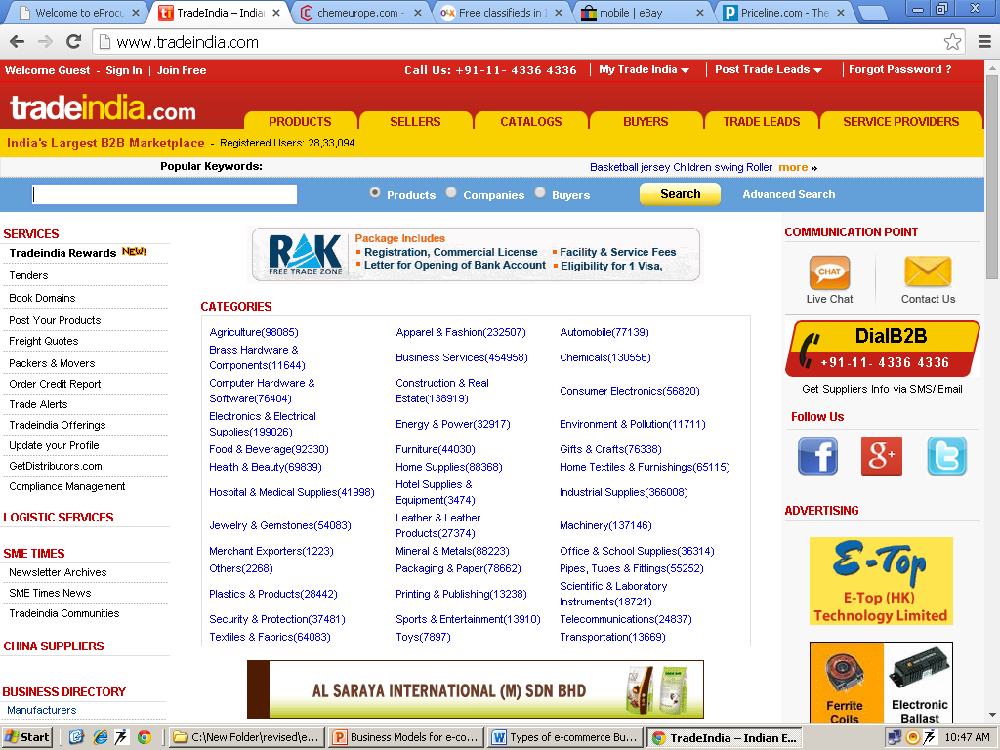 Welcome to eProcu
TradeIndia – Indian
chemeurope.com -
Free classifieds in I
mobile | eBay
Priceline.com - The
www.tradeindia.com
Welcome Guest - Sign In | Join Free
Call Us: +91-11- 4336 4336
My Trade India
Post Trade Leads
Forgot Password ?
tradeindia.com
PRODUCTS SELLERS CATALOGS BUYERS TRADE LEADS SERVICE PROVIDERS
India's Largest B2B Marketplace - Registered Users: 28,33,094
Popular Keywords:
Basketball jersey Children swing Roller more »
Products Companies Buyers Search Advanced Search
SERVICES
Tradeindia Rewards NEW!
Tenders
Book Domains
Post Your Products
Freight Quotes
Packers & Movers
Order Credit Report
Trade Alerts
Tradeindia Offerings
Update your Profile
GetDistributors.com
Compliance Management
LOGISTIC SERVICES
SME TIMES
Newsletter Archives
SME Times News
Tradeindia Communities
CHINA SUPPLIERS
BUSINESS DIRECTORY
Manufacturers
RAK
FREE TRADE ZONE
Package Includes
Registration, Commercial License
Facility & Service Fees
Letter for Opening of Bank Account
Eligibility for 1 Visa,
CATEGORIES
Agriculture(98085) Apparel & Fashion(232507) Automobile(77139)
Brass Hardware &
Components(11644) Business Services(454958) Chemicals(130556)
Computer Hardware &
Software(76404)
Construction & Real
Estate(138919)
Consumer Electronics(56820)
Electronics & Electrical
Supplies(199026)
Energy & Power(32917) Environment & Pollution(11711)
Food & Beverage(92330) Furniture(44030) Gifts & Crafts(76338)
Health & Beauty(69839) Home Supplies(88368) Home Textiles & Furnishings(65115)
Hospital & Medical Supplies(41998)
Hotel Supplies &
Equipment(3474)
Industrial Supplies(366008)
Jewelry & Gemstones(54083)
Leather & Leather
Products(27374)
Machinery(137146)
Merchant Exporters(1223) Mineral & Metals(88223) Office & School Supplies(36314)
Others(2268) Packaging & Paper(78662) Pipes, Tubes & Fittings(55252)
Plastics & Products(28442) Printing & Publishing(13238)
Scientific & Laboratory
Instruments(18721)
Security & Protection(37481) Sports & Entertainment(13910) Telecommunications(24837)
Textiles & Fabrics(64083) Toys(7897) Transportation(13669)
AL SARAYA INTERNATIONAL (M) SDN BHD
COMMUNICATION POINT
CHAT
Live Chat Contact Us
DialB2B
+91-11- 4336 4336
Get Suppliers Info via SMS/ Email
Follow Us
ADVERTISING
E-Top
E-Top (HK)
Technology Limited
Ferrite
Coils
Electronic
Ballast
Start
C:\New Folder\revised\e...
Business Models for e-co...
Types of e-commerce Bu...
TradeIndia – Indian E...
10:47 AM